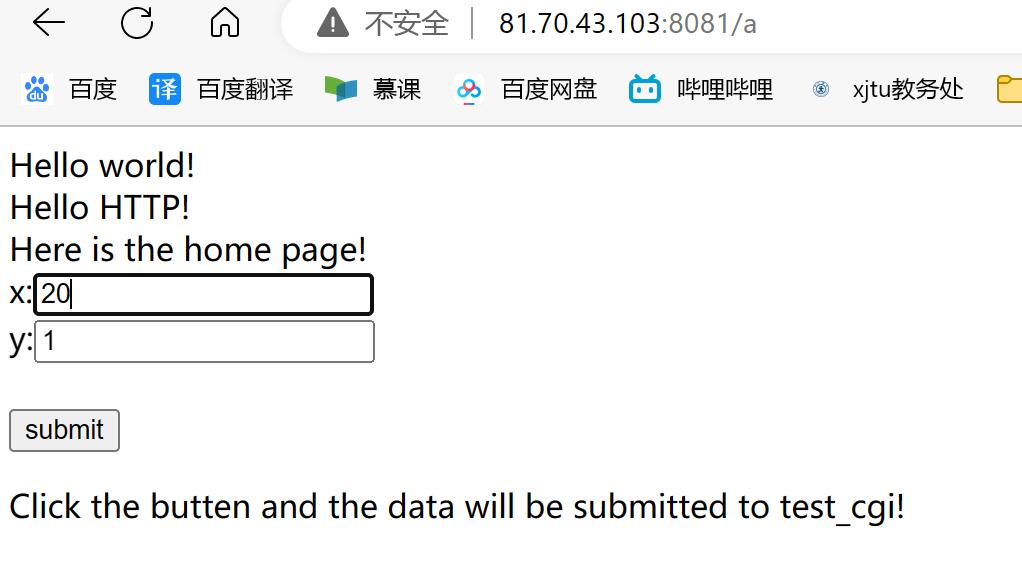 不安全 81.70.43.103:8081/a
du 百度 译 百度翻译 慕课 百度网盘 哔哩哔哩 xjtu教务处
Hello world!
Hello HTTP!
Here is the home page!
x:20
y:1
submit
Click the butten and the data will be submitted to test_cgi!